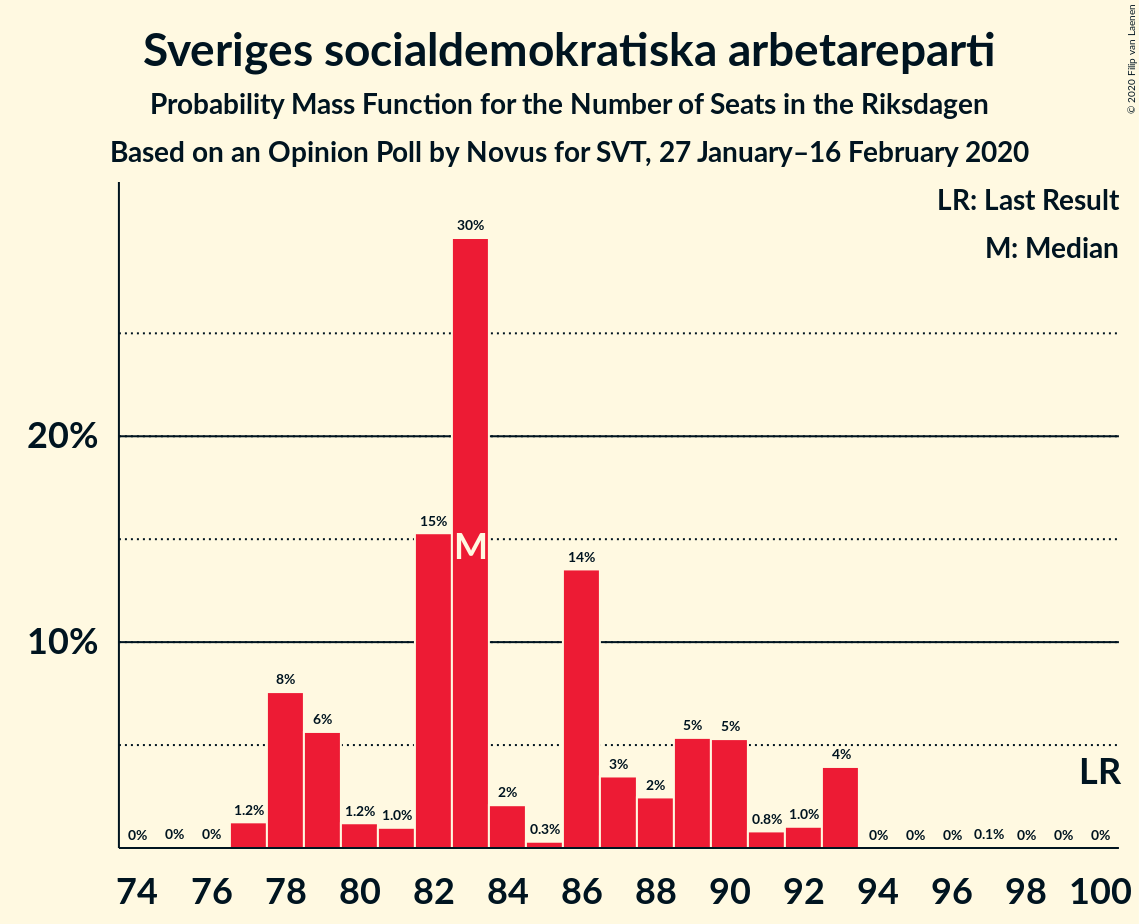 Sveriges socialdemokratiska arbetareparti
Probability Mass Function for the Number of Seats in the Riksdagen
Based on an Opinion Poll by Novus for SVT, 27 January–16 February 2020
© 2020 Filip van Laenen
LR: Last Result
M: Median
20%
10%
0% 0% 0% 1.2% 8% 6% 1.2% 1.0% 15% 30% 2% 0.3% 14% 3% 2% 5% 5% 0.8% 1.0% 4% 0% 0% 0% 0.1% 0% 0% 0%
M
LR
74 76 78 80 82 84 86 88 90 92 94 96 98 100